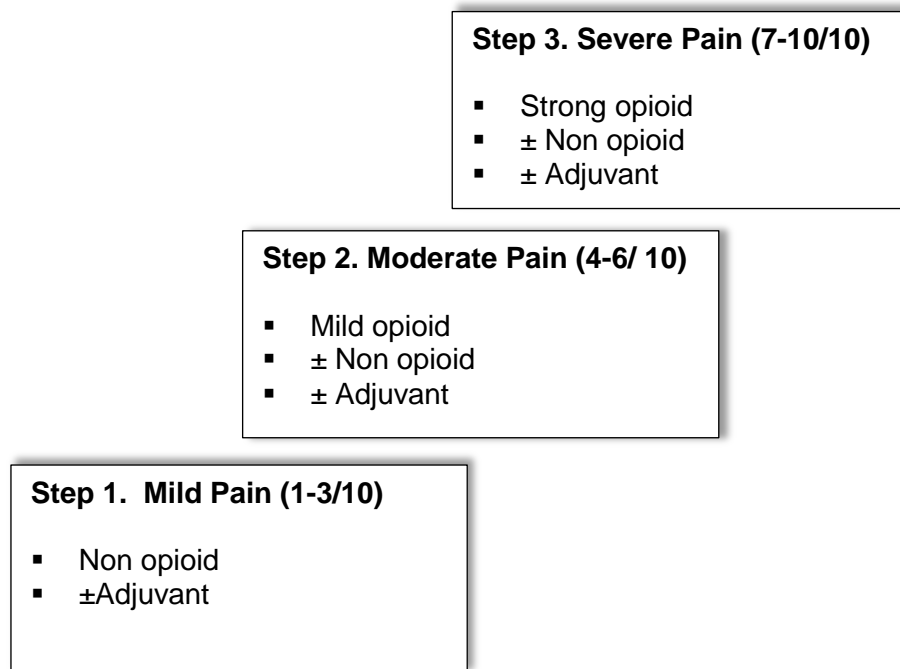 Step 3. Severe Pain (7-10/10)
▪ Strong opioid
▪ ± Non opioid
▪ ± Adjuvant
Step 2. Moderate Pain (4-6/ 10)
▪ Mild opioid
▪ ± Non opioid
▪ ± Adjuvant
Step 1.  Mild Pain (1-3/10)
▪ Non opioid
▪ ±Adjuvant